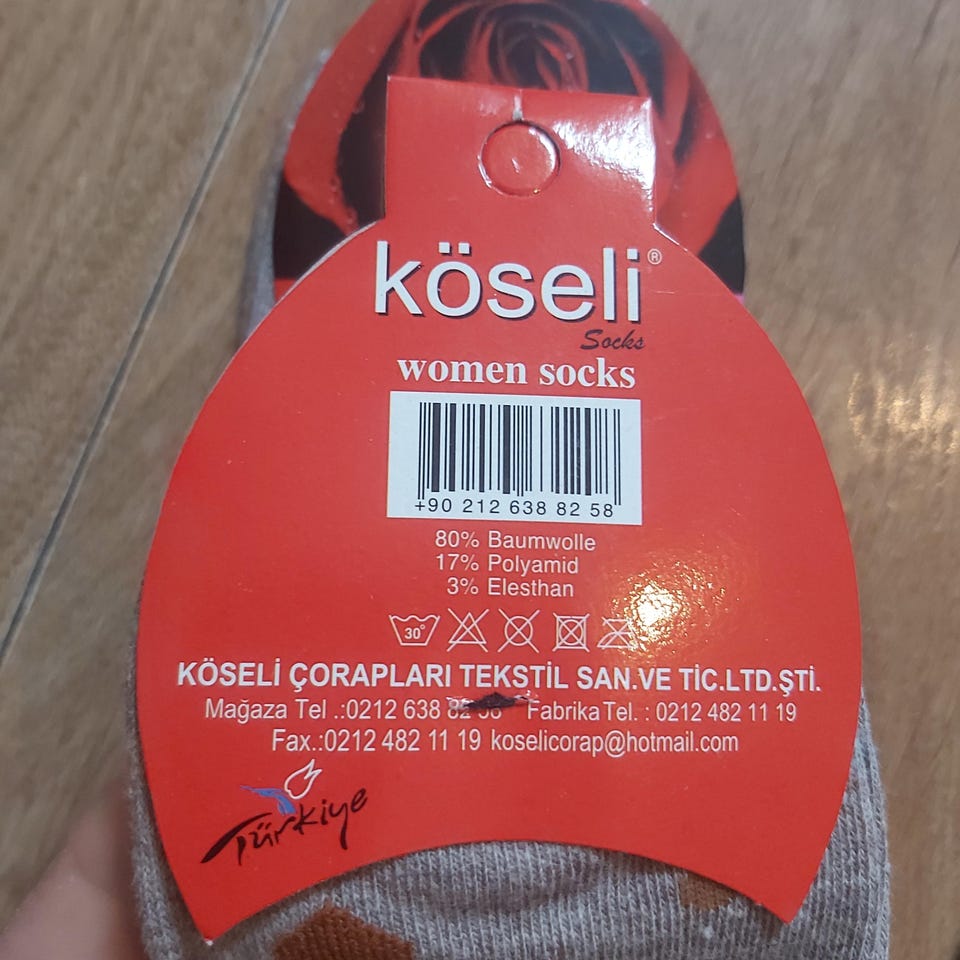 köseli®
Socks
women socks
+90 212 638 82 58
80% Baumwolle
17% Polyamid
3% Elesthan
30°
KÖSELİ ÇORAPLARI TEKSTİL SAN.VE TİC.LTD.ŞTİ.
Mağaza Tel .:0212 638 Fabrika Tel. : 0212 482 11 19
Fax.:0212 482 11 19 koselicorap@hotmail.com
Türkiye